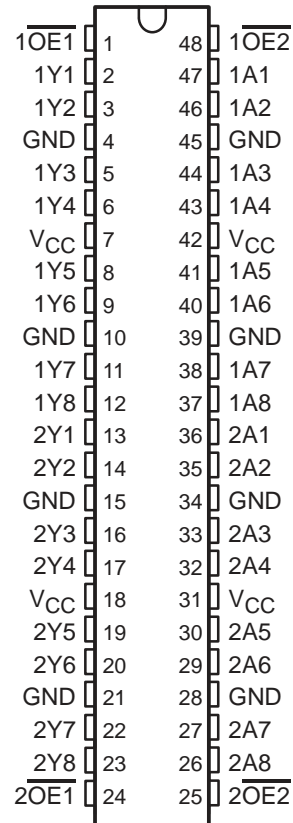 1OE1 1 48 1OE2
1Y1 2 47 1A1
1Y2 3 46 1A2
GND 4 45 GND
1Y3 5 44 1A3
1Y4 6 43 1A4
VCC 7 42 VCC
1Y5 8 41 1A5
1Y6 9 40 1A6
GND 10 39 GND
1Y7 11 38 1A7
1Y8 12 37 1A8
2Y1 13 36 2A1
2Y2 14 35 2A2
GND 15 34 GND
2Y3 16 33 2A3
2Y4 17 32 2A4
VCC 18 31 VCC
2Y5 19 30 2A5
2Y6 20 29 2A6
GND 21 28 GND
2Y7 22 27 2A7
2Y8 23 26 2A8
2OE1 24 25 2OE2